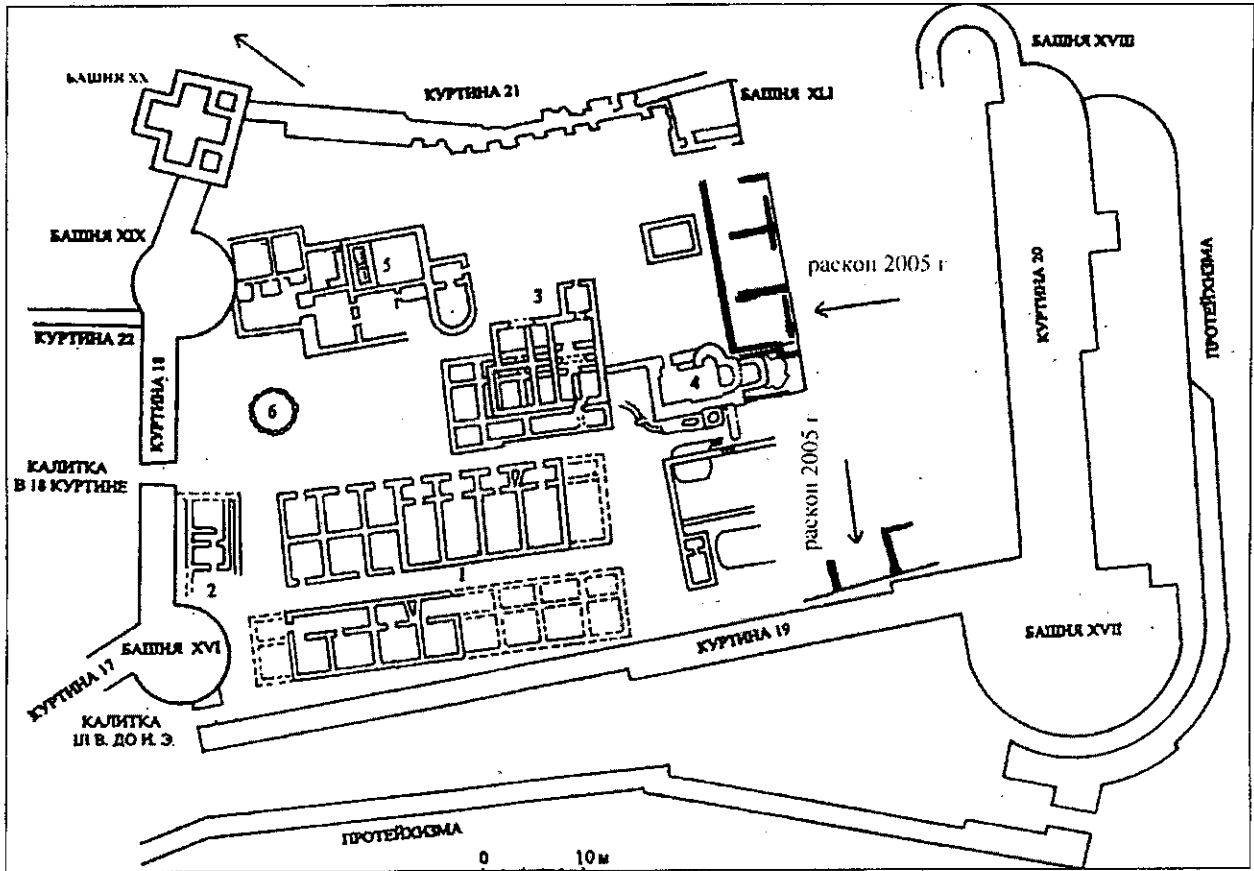 БАШНЯ XVIII
БАШНЯ XX
КУРТИНА 21
БАШНЯ XLI
БАШНЯ XIX
5
раскоп 2005 г
КУРТИНА 20
ПРОТЕЙХИЗМА
3
КУРТИНА 22
КУРТИНА 18
4
6
КАЛИТКА
В 18 КУРТИНЕ
раскоп 2005 г
1
2
БАШНЯ XVI
КУРТИНА 19
БАШНЯ XVII
КУРТИНА 17
КАЛИТКА
III В. ДО Н. Э.
ПРОТЕЙХИЗМА
0 10 м